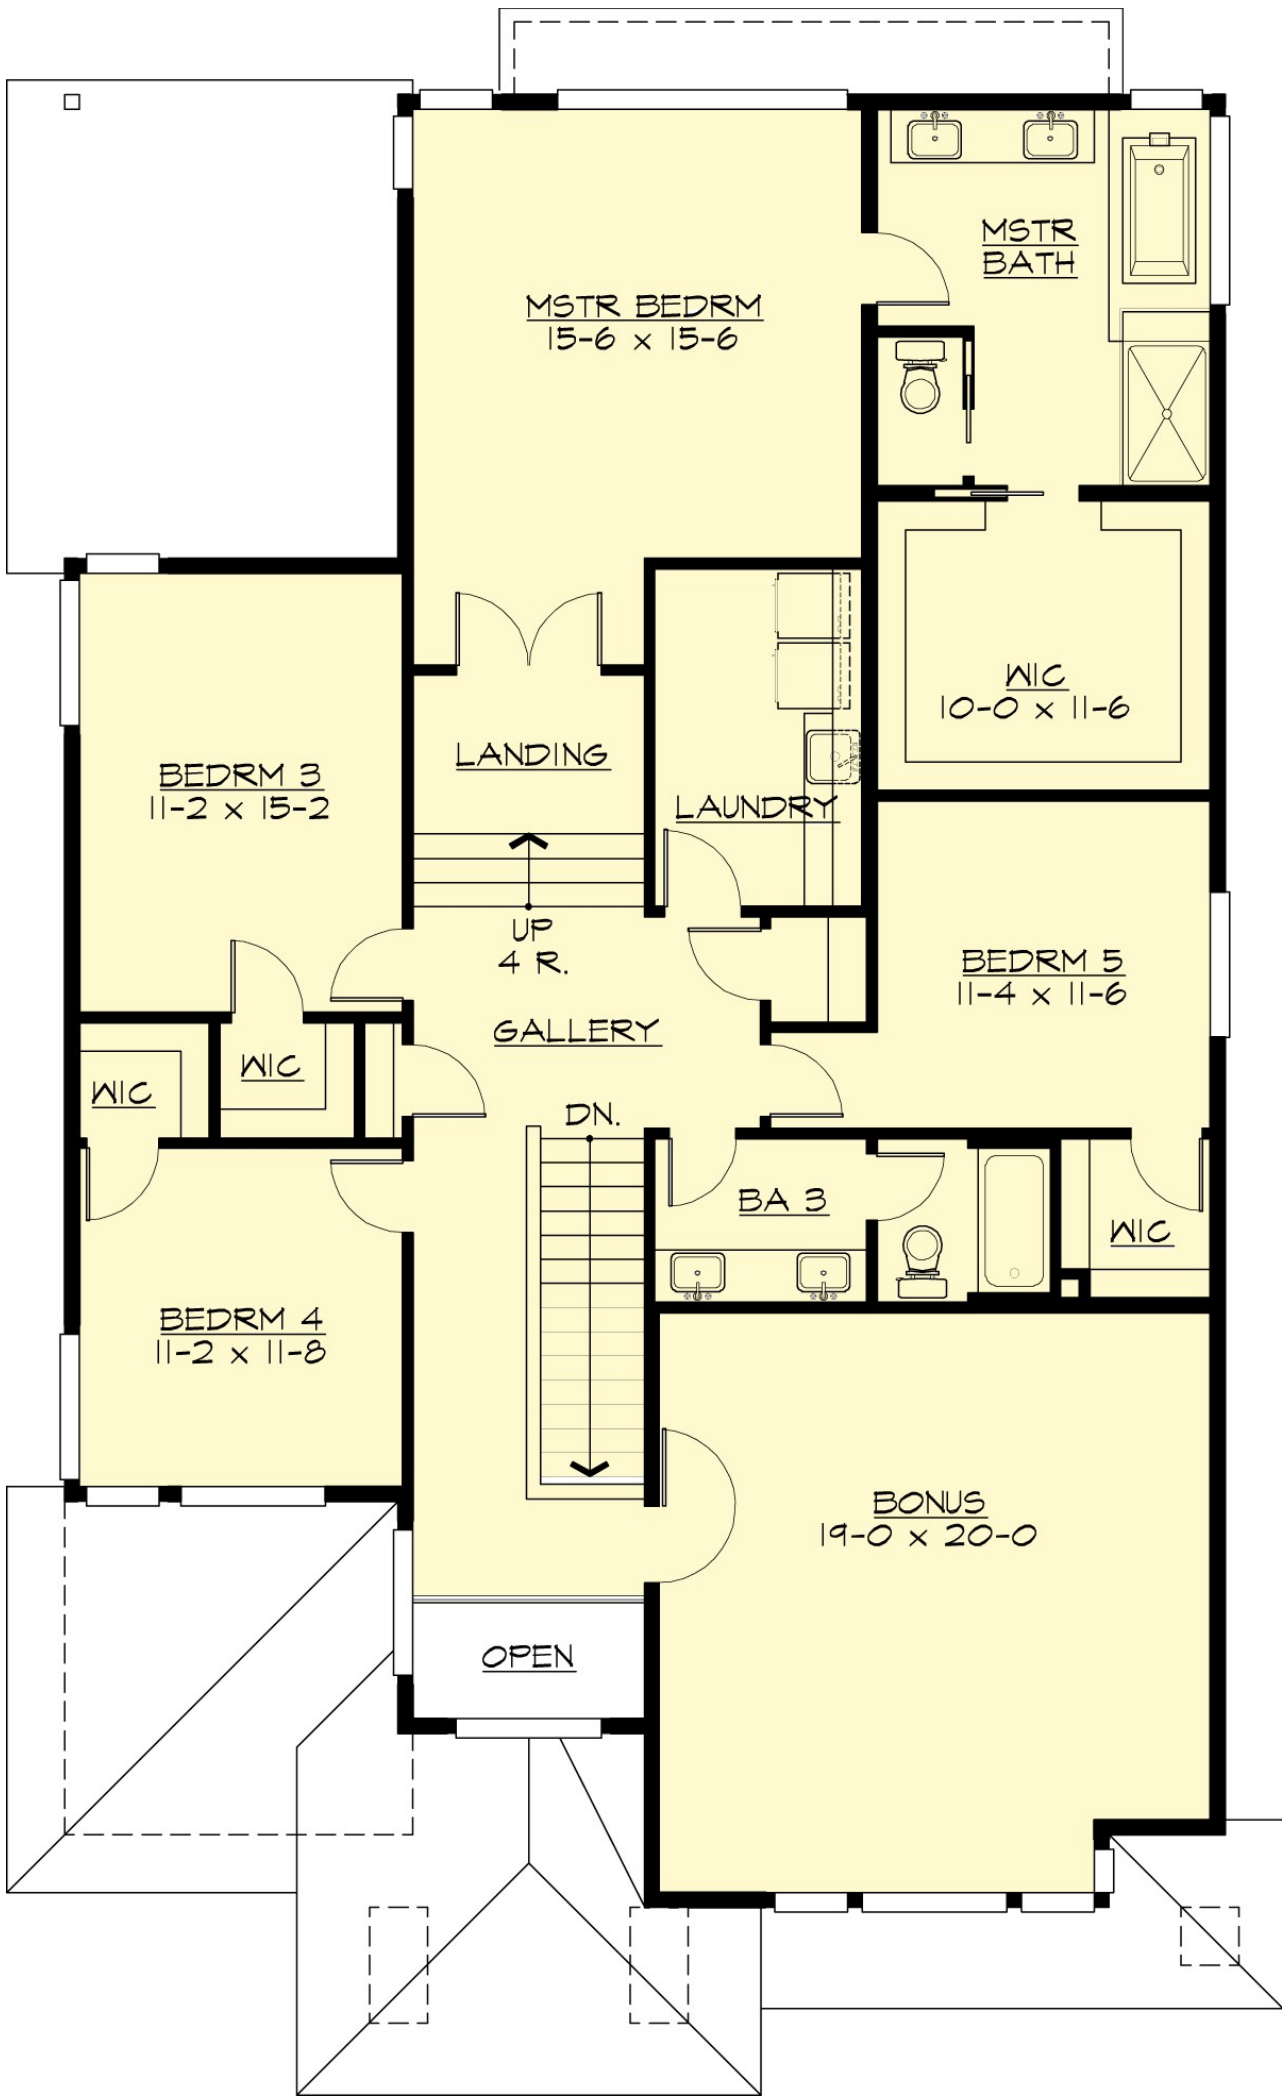 MSTR
BATH
MSTR BEDRM
15-6 x 15-6
WIC
10-0 x 11-6
LANDING
BEDRM 3
11-2 x 15-2
LAUNDRY
UP
4 R.
BEDRM 5
11-4 x 11-6
GALLERY
WIC
WIC
DN.
BA 3
WIC
BEDRM 4
11-2 x 11-8
BONUS
19-0 x 20-0
OPEN